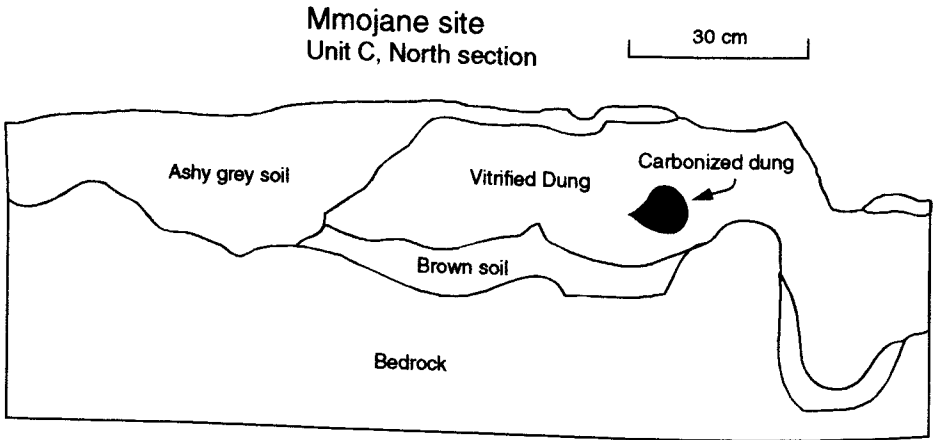 Mmojane site
Unit C, North section
30 cm
Ashy grey soil
Vitrified Dung
Carbonized dung
Brown soil
Bedrock